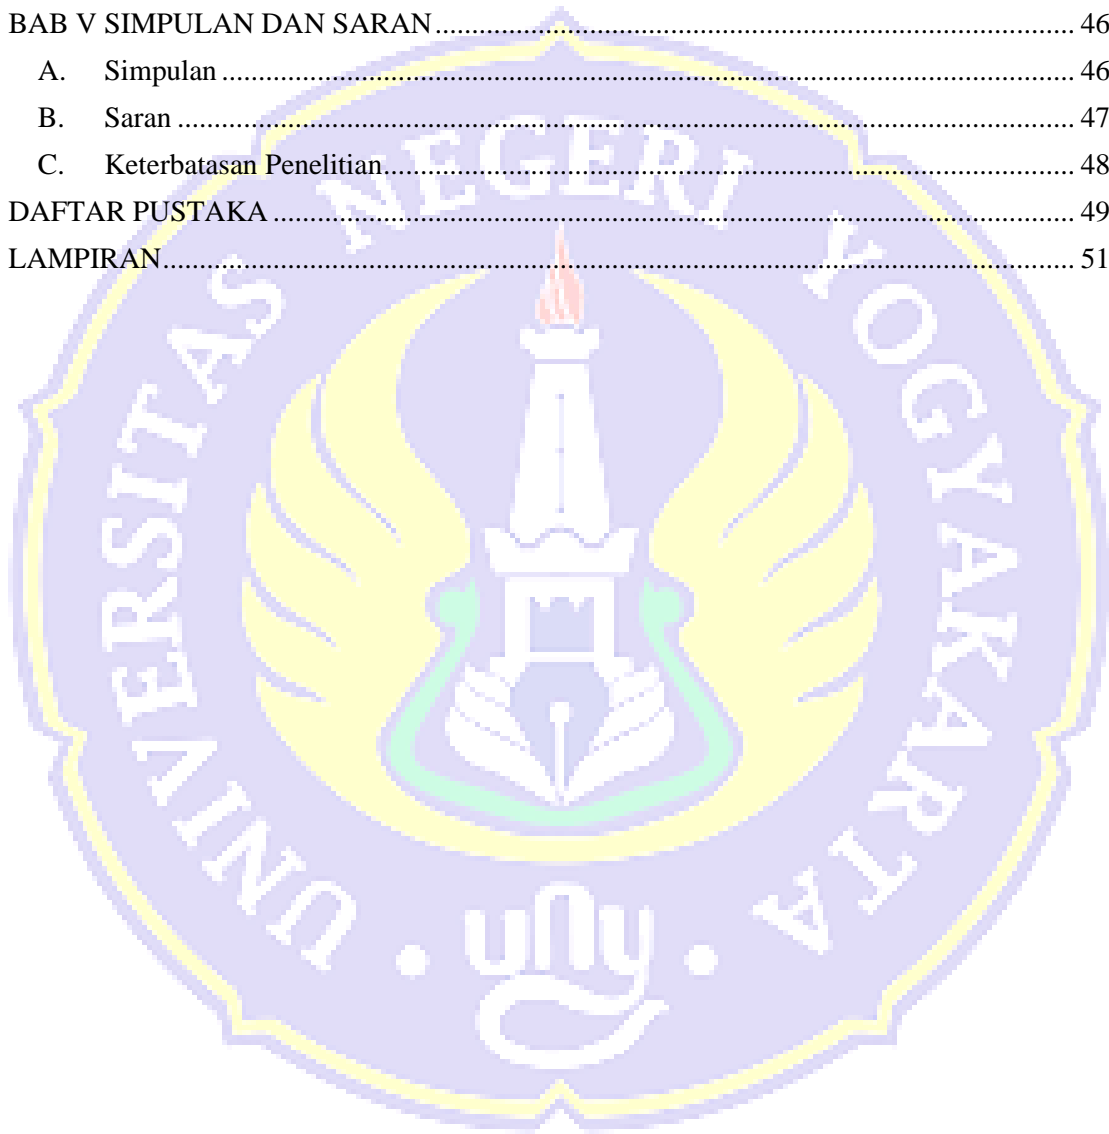 BAB V SIMPULAN DAN SARAN ........................................................................................ 46
A. Simpulan ..................................................................................................................... 46
B. Saran ........................................................................................................................... 47
C. Keterbatasan Penelitian ............................................................................................... 48
DAFTAR PUSTAKA ............................................................................................................. 49
LAMPIRAN ............................................................................................................................ 51
UNIVERSITAS NEGERI YOGYAKARTA
uny